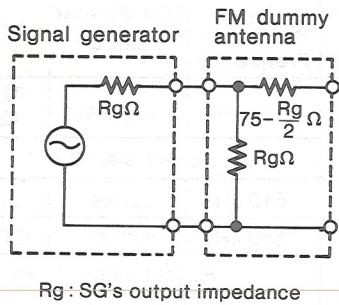 FM dummy
Signal generator
antenna
RgΩ
75-Rg/2 Ω
RgΩ
Rg : SG's output impedance